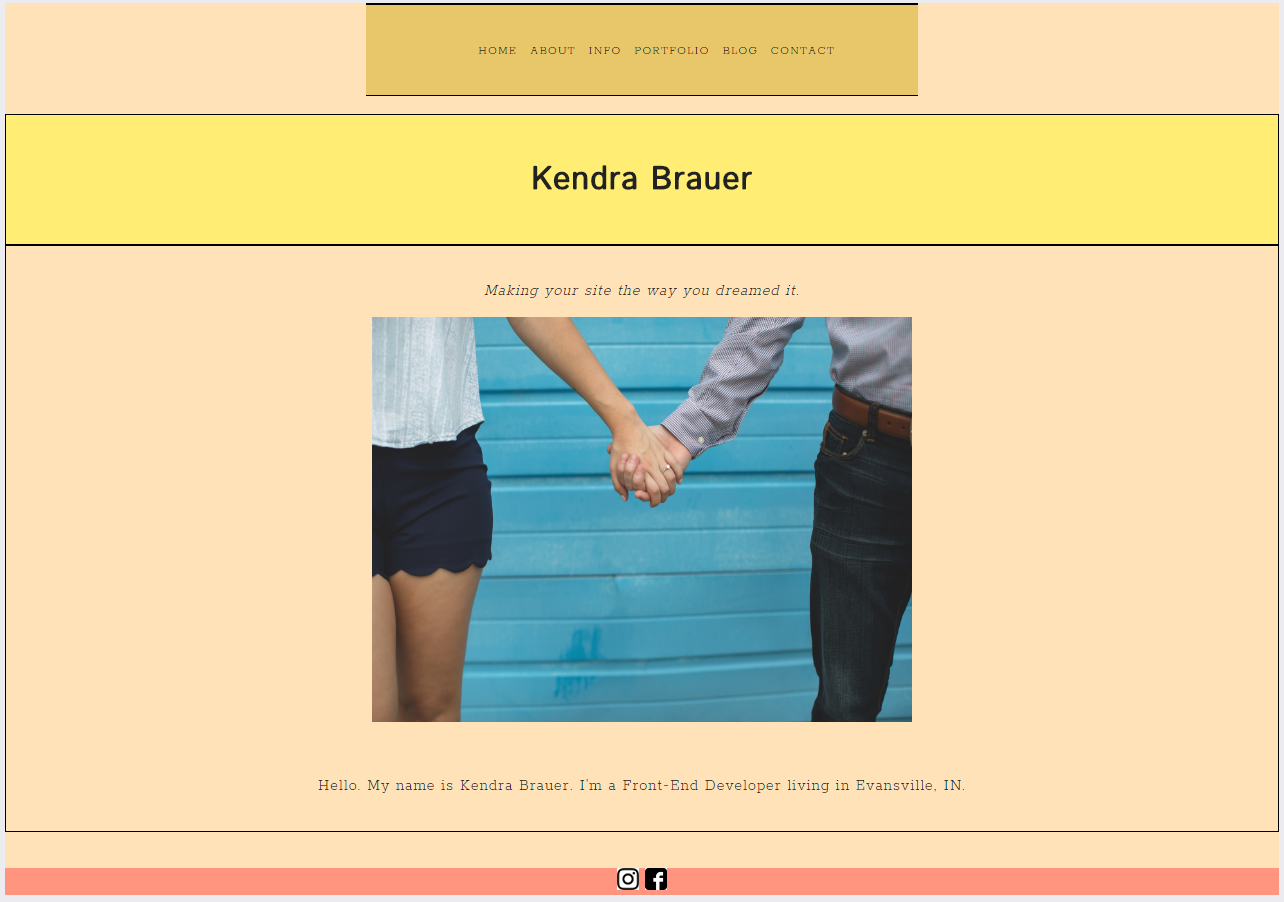 HOME ABOUT INFO PORTFOLIO BLOG CONTACT
Kendra Brauer
Making your site the way you dreamed it.
Hello. My name is Kendra Brauer. I'm a Front-End Developer living in Evansville, IN.